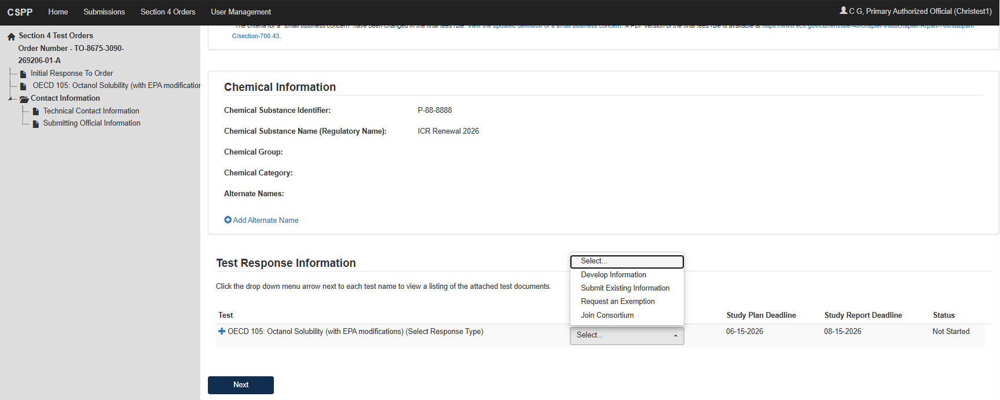 CSPP Home Submissions Section 4 Orders User Management C G, Primary Authorized Official (Christest1)
Section 4 Test Orders
Order Number - TO-8675-3090-
269206-01-A
Initial Response To Order
OECD 105: Octanol Solubility (with EPA modification
Contact Information
Technical Contact Information
Submitting Official Information
The criteria for a "small business concern" have been changed in the final fees rule. View the updated definition of a small business concern. A PDF version of the final fees rule is available at https://www.ecfr.gov/current/title-40/chapter-I/subchapter-R/part-700/subpart-
C/section-700.43.
Chemical Information
Chemical Substance Identifier: P-88-8888
Chemical Substance Name (Regulatory Name): ICR Renewal 2026
Chemical Group:
Chemical Category:
Alternate Names:
Add Alternate Name
Test Response Information
Click the drop down menu arrow next to each test name to view a listing of the attached test documents.
Select...
Develop Information
Submit Existing Information
Request an Exemption
Join Consortium
Test Study Plan Deadline Study Report Deadline Status
OECD 105: Octanol Solubility (with EPA modifications) (Select Response Type) Select... 06-15-2026 08-15-2026 Not Started
Next